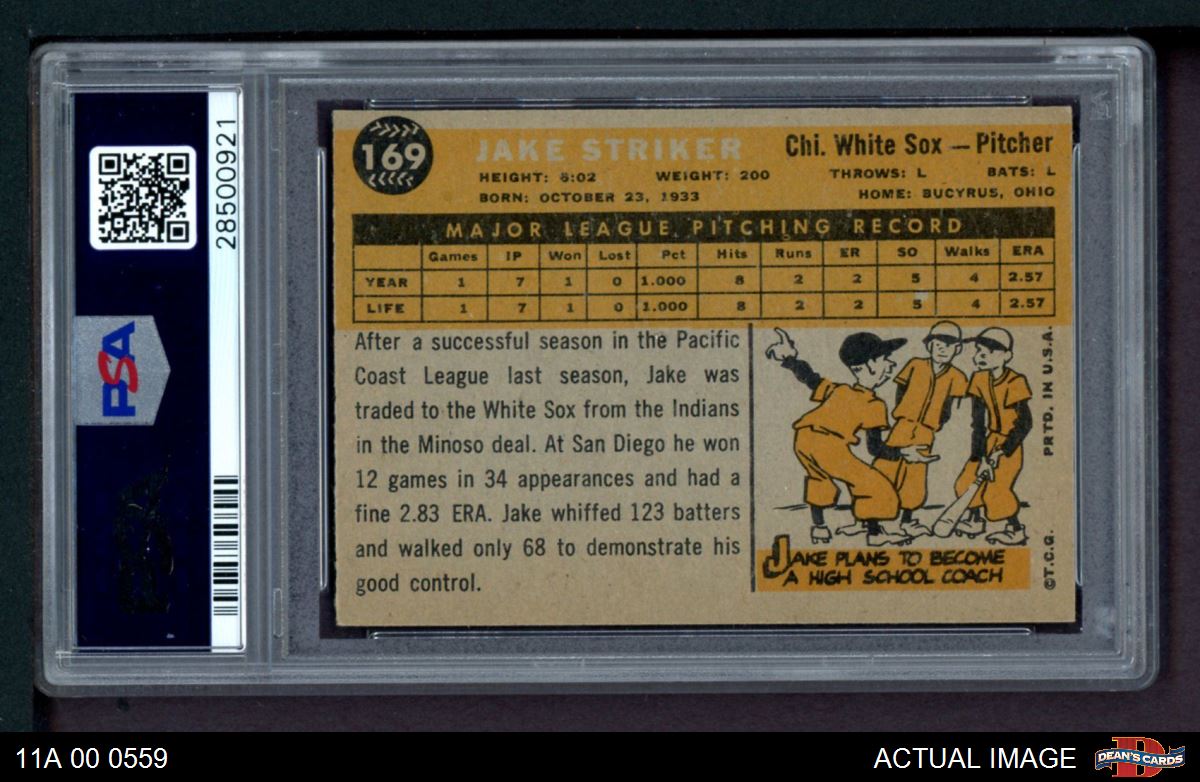 28500921
PSA
169
JAKE STRIKER
Chi. White Sox — Pitcher
HEIGHT: 6:02 WEIGHT: 200 THROWS: L BATS: L
BORN: OCTOBER 23, 1933 HOME: BUCYRUS, OHIO
MAJOR LEAGUE PITCHING RECORD
Games IP Won Lost Pct Hits Runs ER SO Walks ERA
YEAR 1 7 1 0 1.000 8 2 2 5 4 2.57
LIFE 1 7 1 0 1.000 8 2 2 5 4 2.57
After a successful season in the Pacific
Coast League last season, Jake was
traded to the White Sox from the Indians
in the Minoso deal. At San Diego he won
12 games in 34 appearances and had a
fine 2.83 ERA. Jake whiffed 123 batters
and walked only 68 to demonstrate his
good control.
JAKE PLANS TO BECOME
A HIGH SCHOOL COACH
PRTD. IN U.S.A.
©T.C.G.
11A 00 0559
ACTUAL IMAGE
DEAN'S CARDS